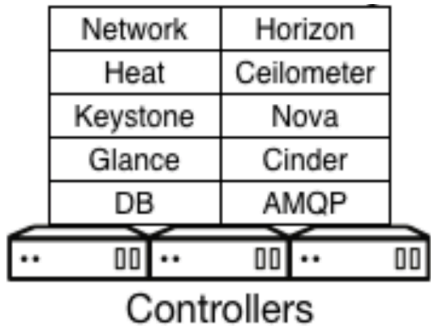 Network Horizon
Heat Ceilometer
Keystone Nova
Glance Cinder
DB AMQP
Controllers